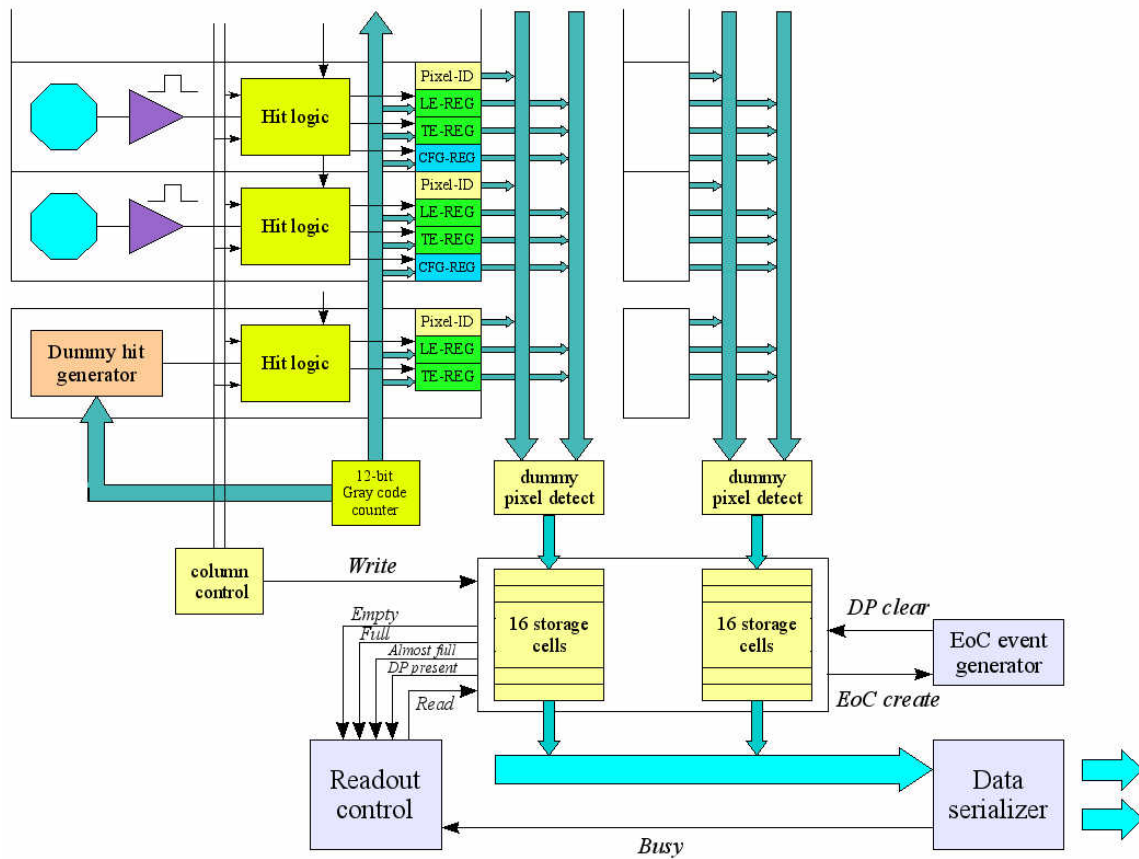 Pixel-ID
LE-REG
Hit logic
TE-REG
CFG-REG
Pixel-ID
LE-REG
Hit logic
TE-REG
CFG-REG
Pixel-ID
Dummy hit
generator
Hit logic
LE-REG
TE-REG
12-bit
Gray code
counter
dummy
pixel detect
dummy
pixel detect
column
control
Write
Empty
Full
Almost full
DP present
Read
16 storage
cells
16 storage
cells
DP clear
EoC event
generator
EoC create
Readout
control
Data
serializer
Busy